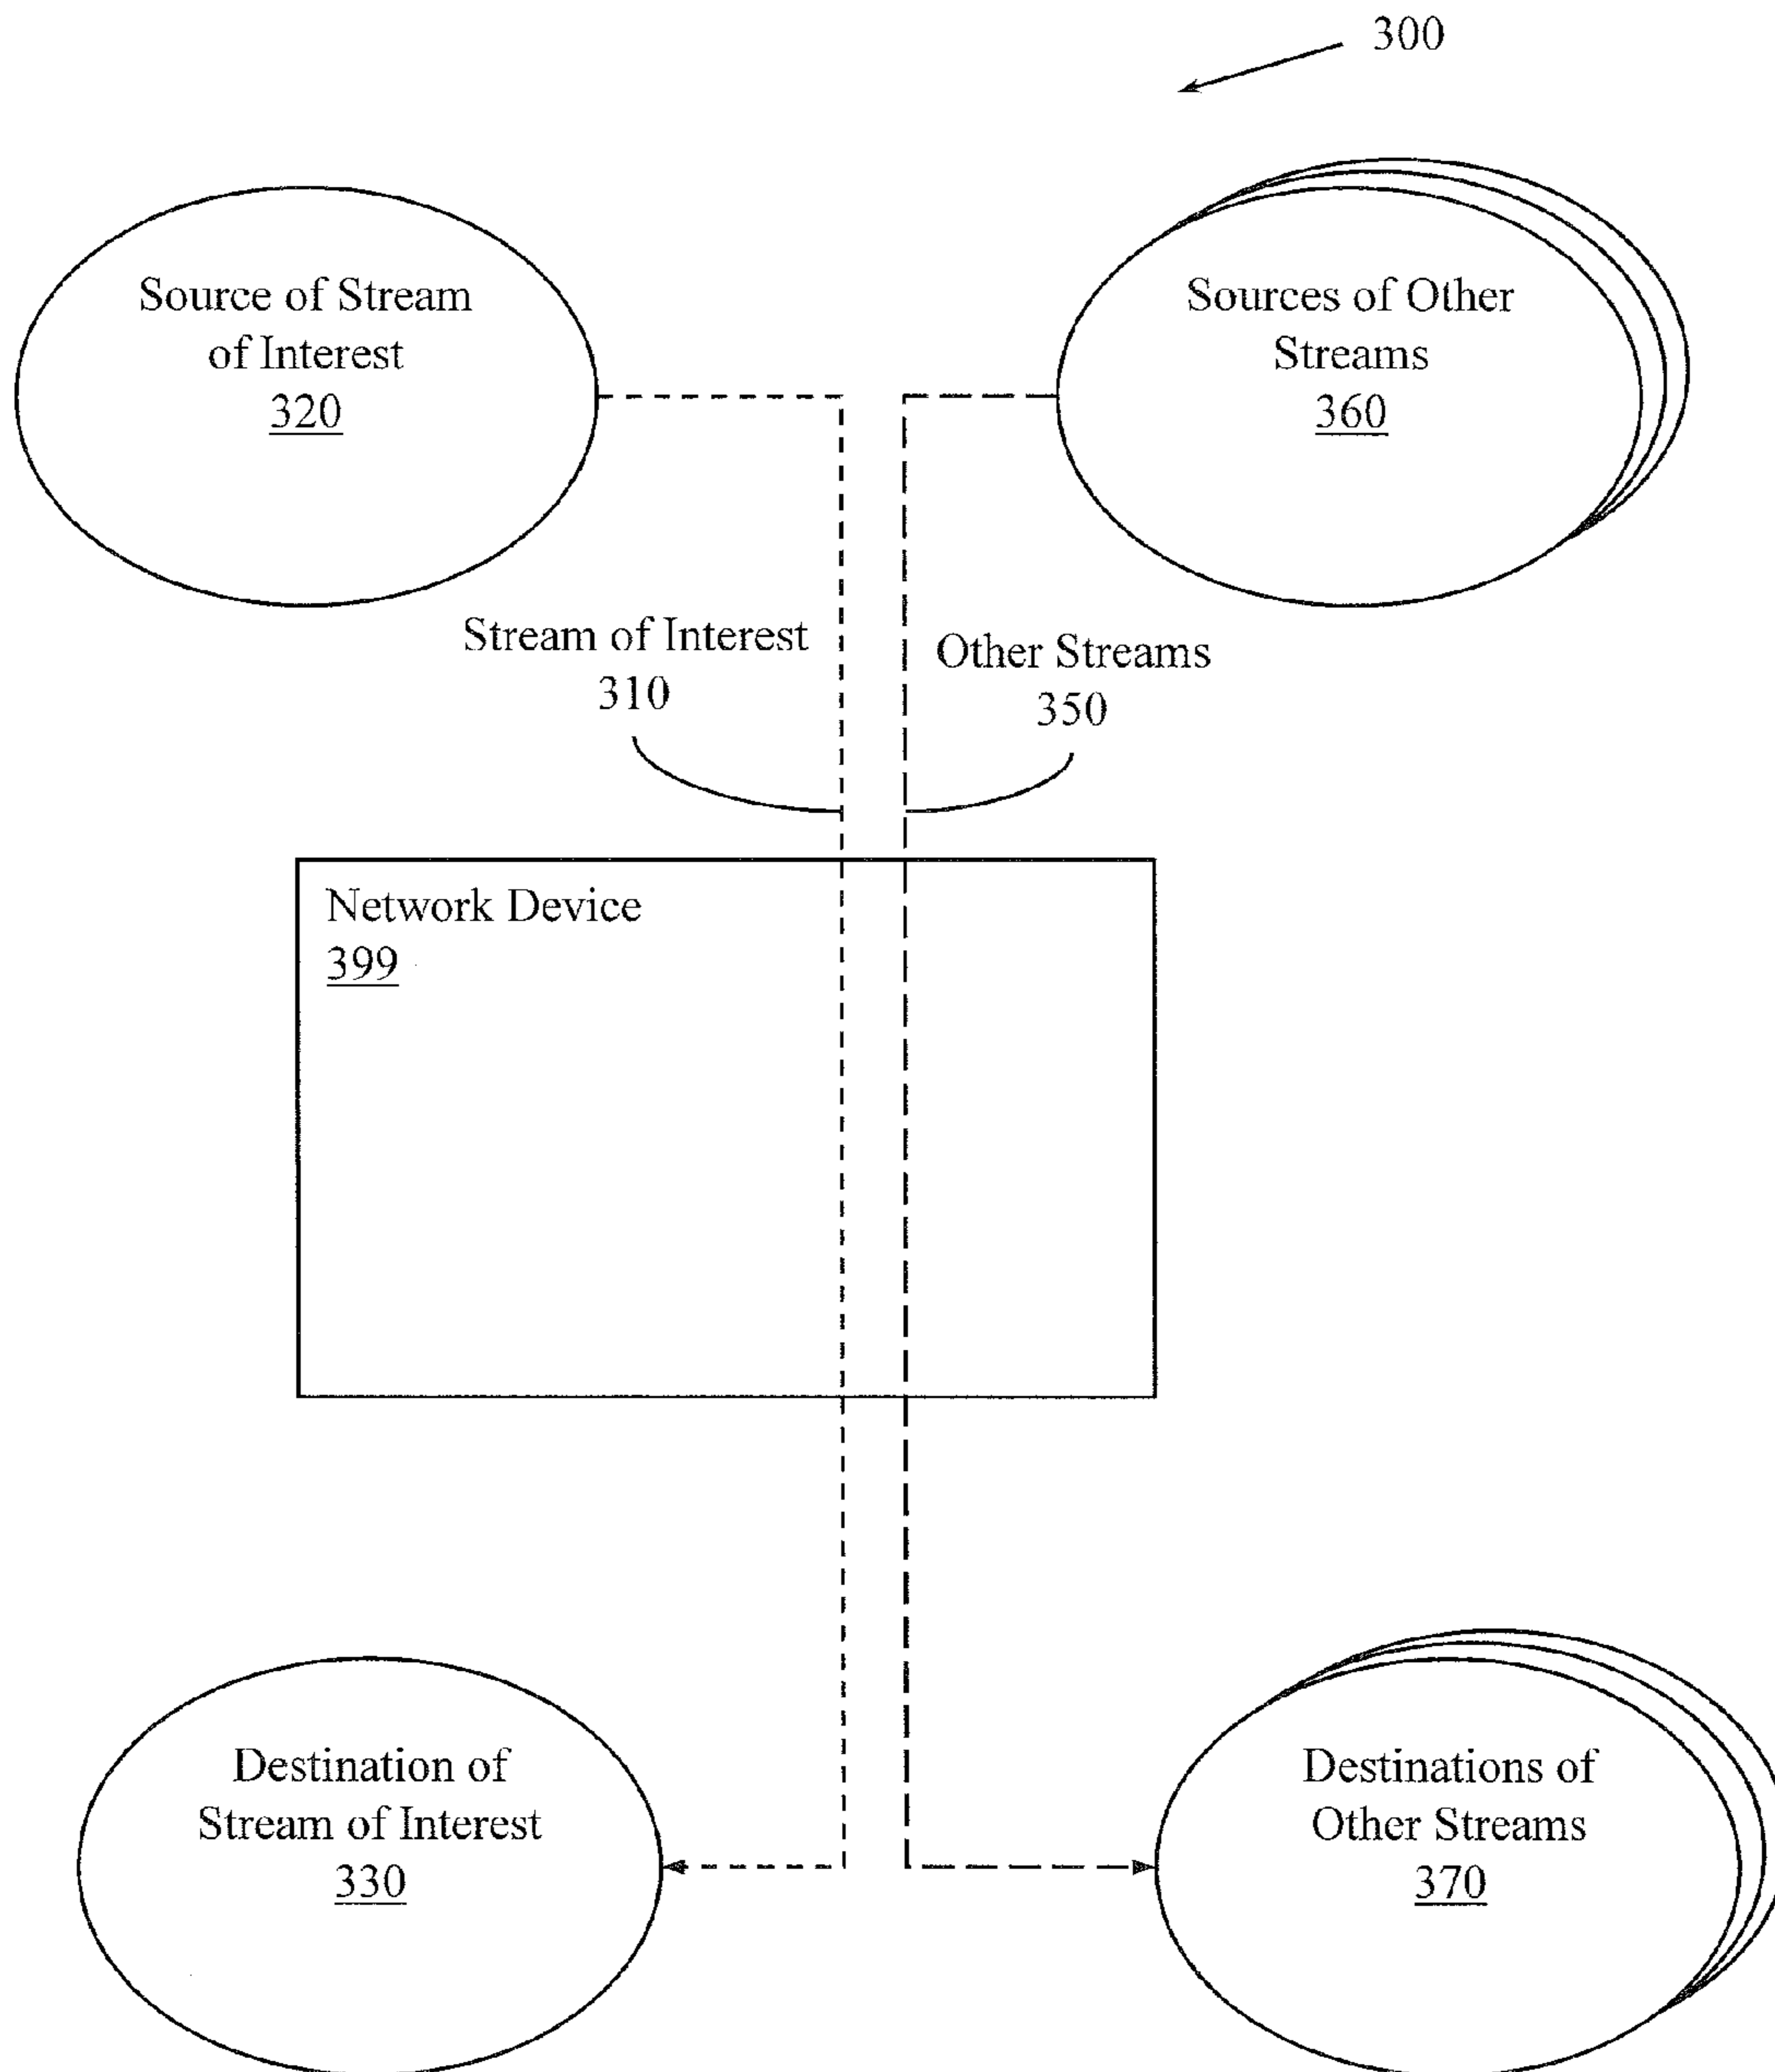 300
Source of Stream
of Interest
320
Sources of Other
Streams
360
Stream of Interest
310
Other Streams
350
Network Device
399
Destination of
Stream of Interest
330
Destinations of
Other Streams
370